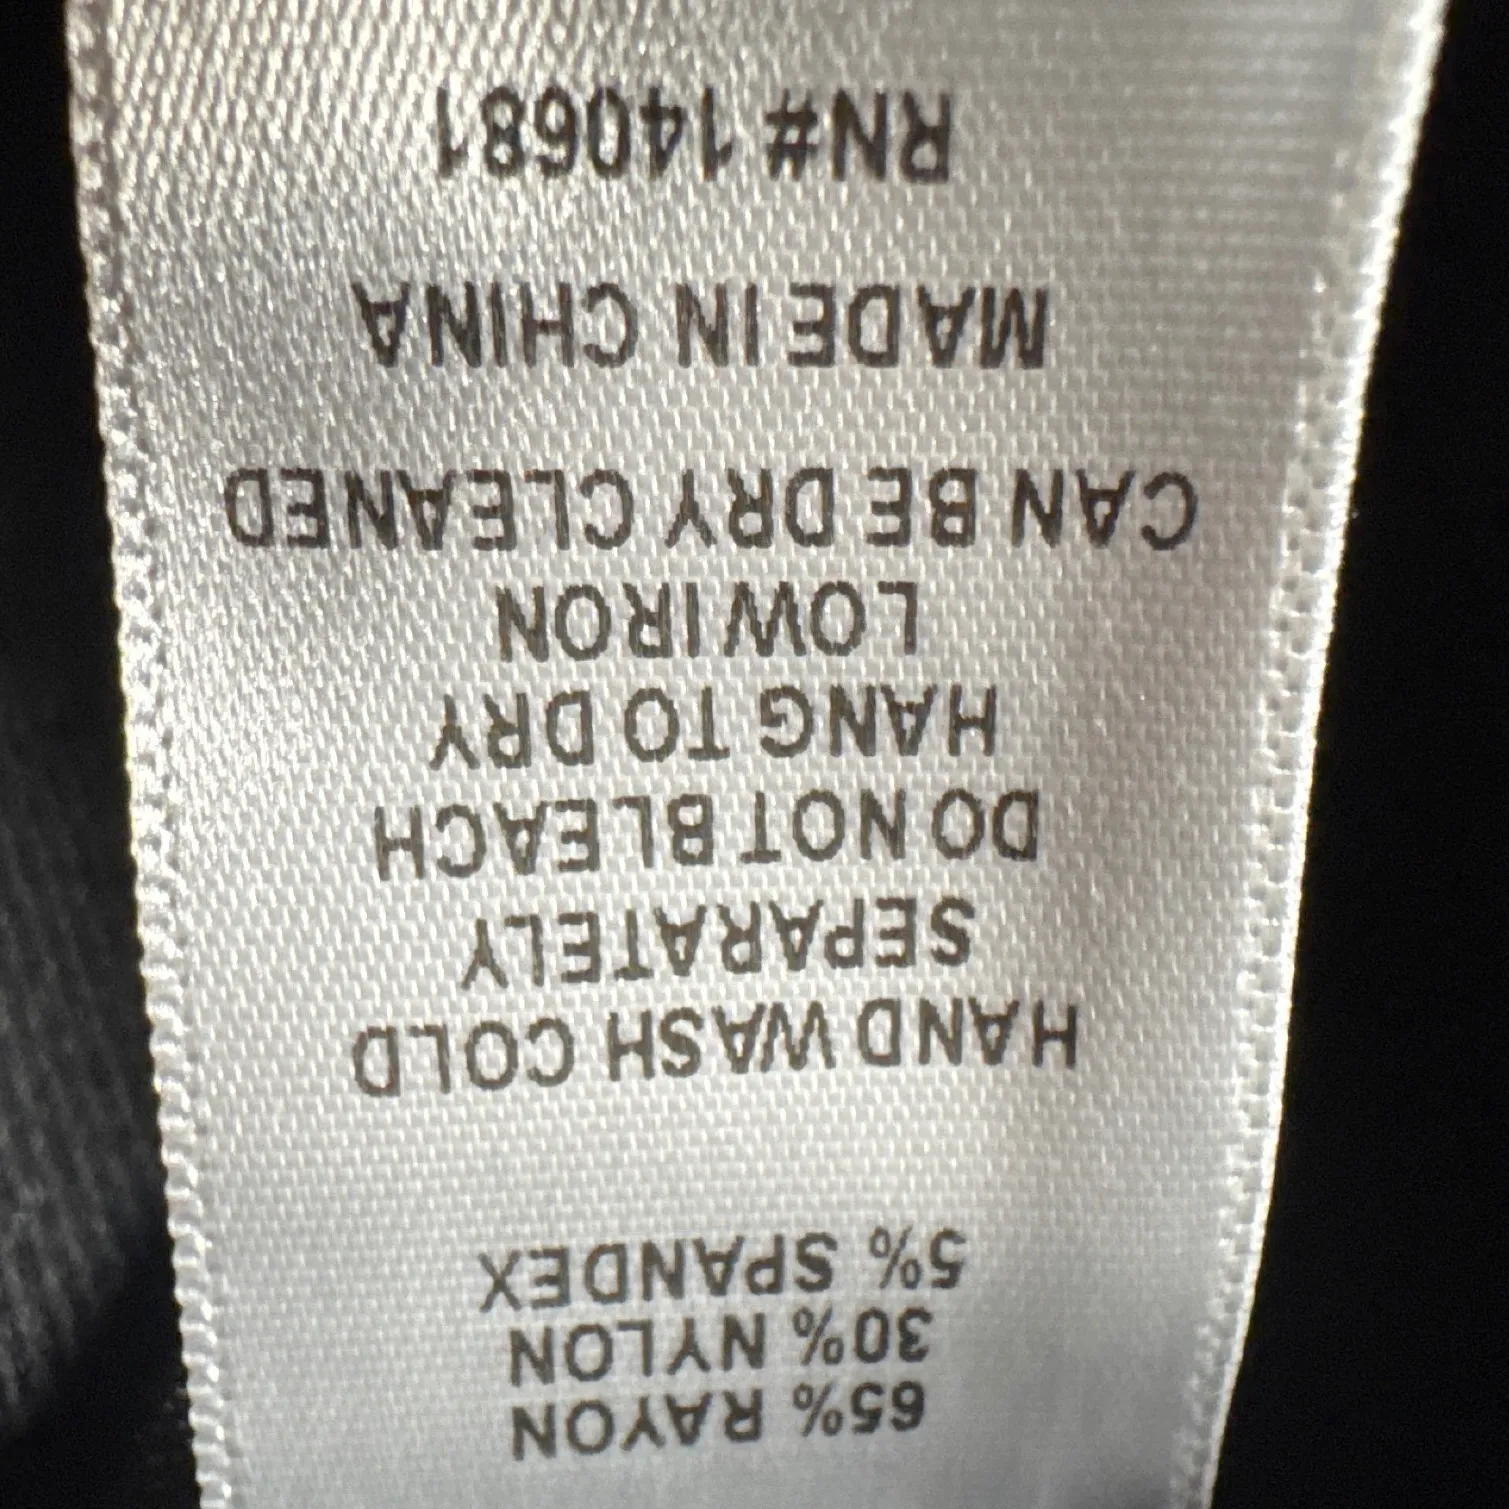 65% RAYON
30% NYLON
5% SPANDEX
HAND WASH COLD
SEPARATELY
DO NOT BLEACH
HANG TO DRY
LOW IRON
CAN BE DRY CLEANED
MADE IN CHINA
RN# 140681